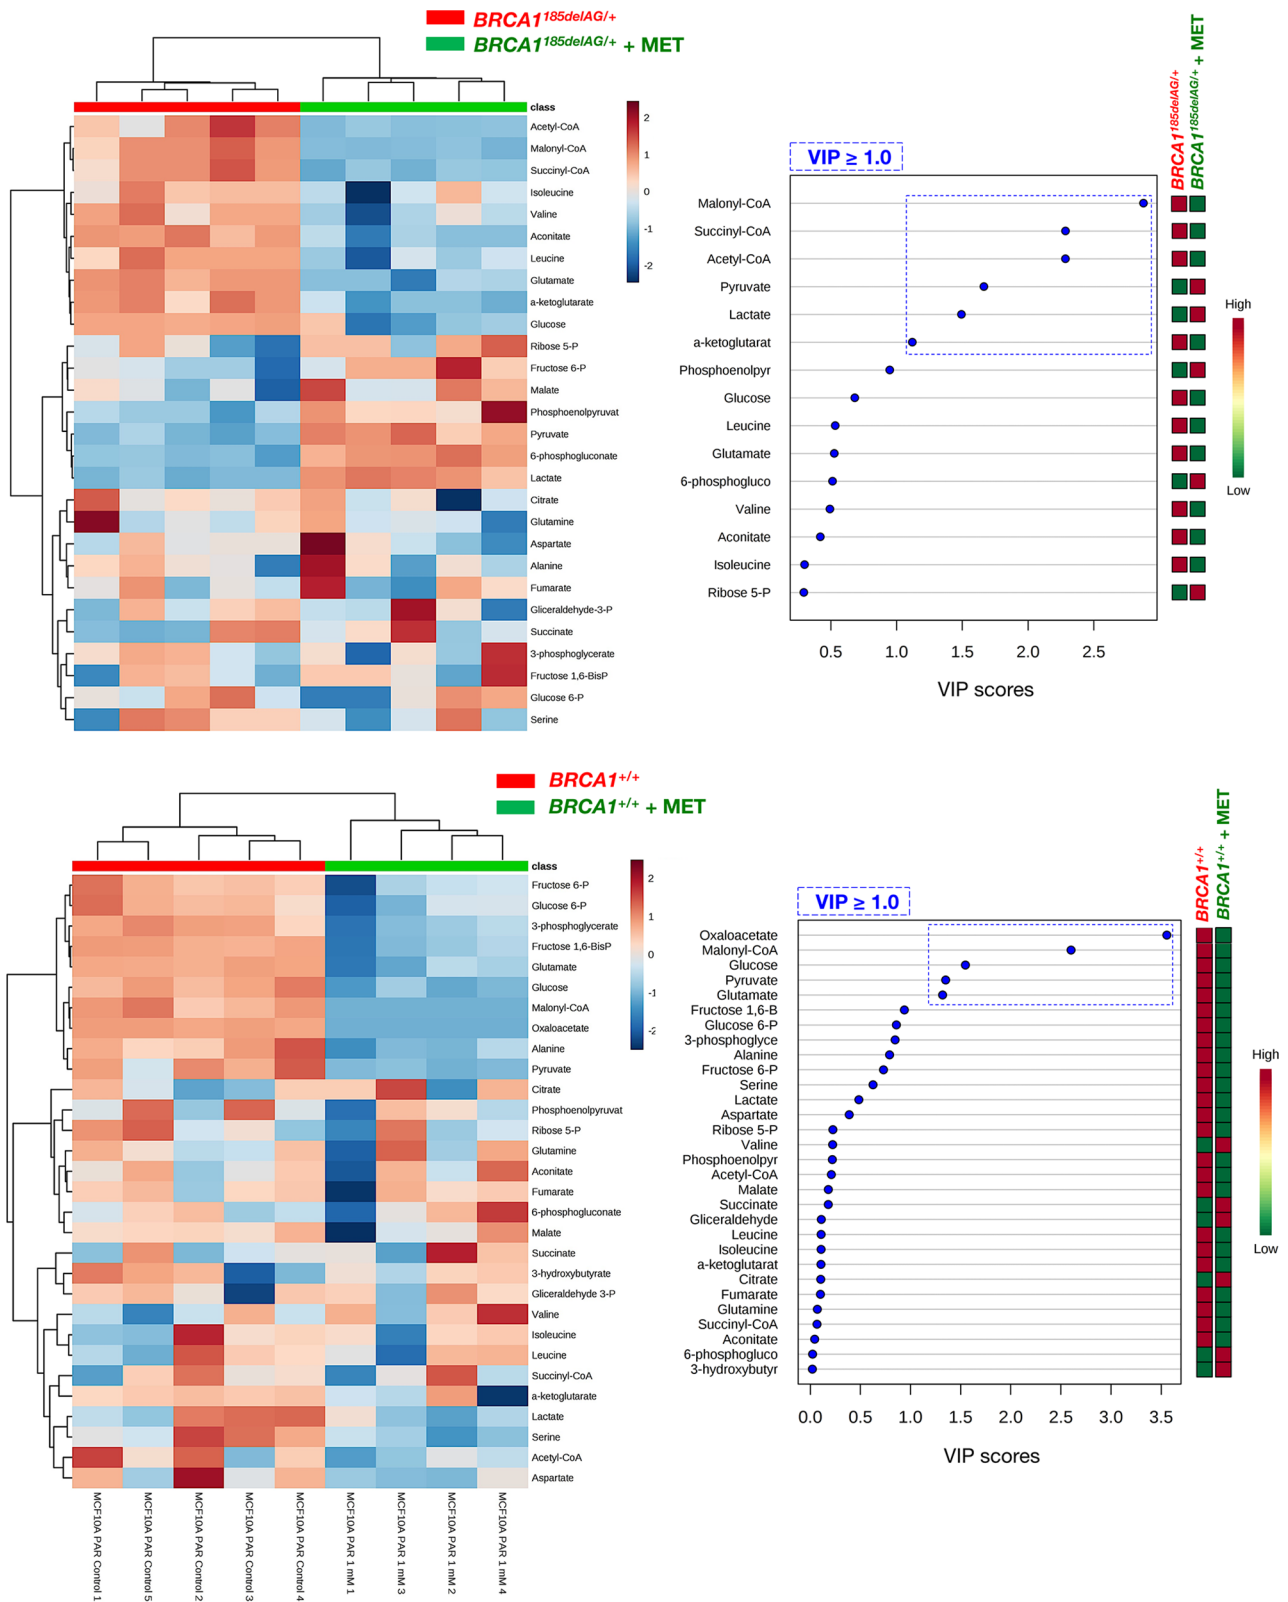 BRCA1185delAG/+
BRCA1185delAG/+ + MET
class
Acetyl-CoA
Malonyl-CoA
Succinyl-CoA
Isoleucine
Valine
Aconitate
Leucine
Glutamate
a-ketoglutarate
Glucose
Ribose 5-P
Fructose 6-P
Malate
Phosphoenolpyruvat
Pyruvate
6-phosphogluconate
Lactate
Citrate
Glutamine
Aspartate
Alanine
Fumarate
Gliceraldehyde-3-P
Succinate
3-phosphoglycerate
Fructose 1,6-BisP
Glucose 6-P
Serine
2
1
0
-1
-2
VIP ≥ 1.0
BRCA1185delAG/+
BRCA1185delAG/+ + MET
Malonyl-CoA
Succinyl-CoA
Acetyl-CoA
Pyruvate
Lactate
a-ketoglutarat
Phosphoenolpyr
Glucose
Leucine
Glutamate
6-phosphogluco
Valine
Aconitate
Isoleucine
Ribose 5-P
0.5 1.0 1.5 2.0 2.5
VIP scores
High
Low
BRCA1+/+
BRCA1+/+ + MET
class
Fructose 6-P
Glucose 6-P
3-phosphoglycerate
Fructose 1,6-BisP
Glutamate
Glucose
Malonyl-CoA
Oxaloacetate
Alanine
Pyruvate
Citrate
Phosphoenolpyruvat
Ribose 5-P
Glutamine
Aconitate
Fumarate
6-phosphogluconate
Malate
Succinate
3-hydroxybutyrate
Gliceraldehyde 3-P
Valine
Isoleucine
Leucine
Succinyl-CoA
a-ketoglutarate
Lactate
Serine
Acetyl-CoA
Aspartate
2
1
0
-1
-2
MCF10A PAR Control 1
MCF10A PAR Control 5
MCF10A PAR Control 2
MCF10A PAR Control 3
MCF10A PAR Control 4
MCF10A PAR 1 mM 1
MCF10A PAR 1 mM 3
MCF10A PAR 1 mM 2
MCF10A PAR 1 mM 4
VIP ≥ 1.0
BRCA1+/+
BRCA1+/+ + MET
Oxaloacetate
Malonyl-CoA
Glucose
Pyruvate
Glutamate
Fructose 1,6-B
Glucose 6-P
3-phosphoglyce
Alanine
Fructose 6-P
Serine
Lactate
Aspartate
Ribose 5-P
Valine
Phosphoenolpyr
Acetyl-CoA
Malate
Succinate
Gliceraldehyde
Leucine
Isoleucine
a-ketoglutarat
Citrate
Fumarate
Glutamine
Succinyl-CoA
Aconitate
6-phosphogluco
3-hydroxybutyr
0.0 0.5 1.0 1.5 2.0 2.5 3.0 3.5
VIP scores
High
Low